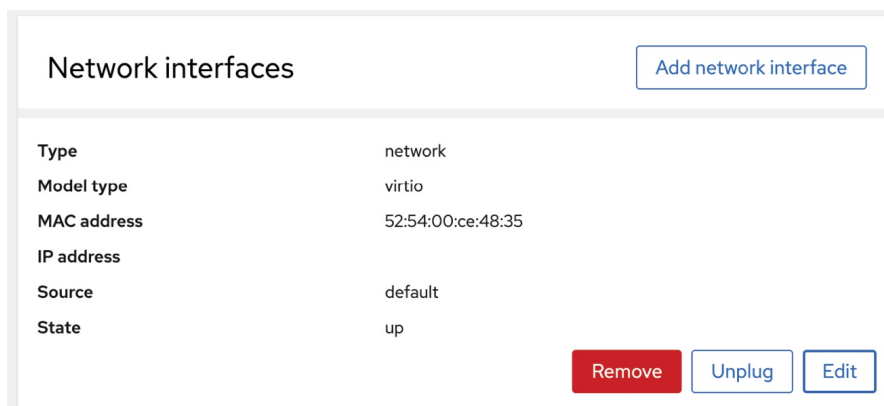 Network interfaces
Add network interface
Type network
Model type virtio
MAC address 52:54:00:ce:48:35
IP address
Source default
State up
Remove Unplug Edit